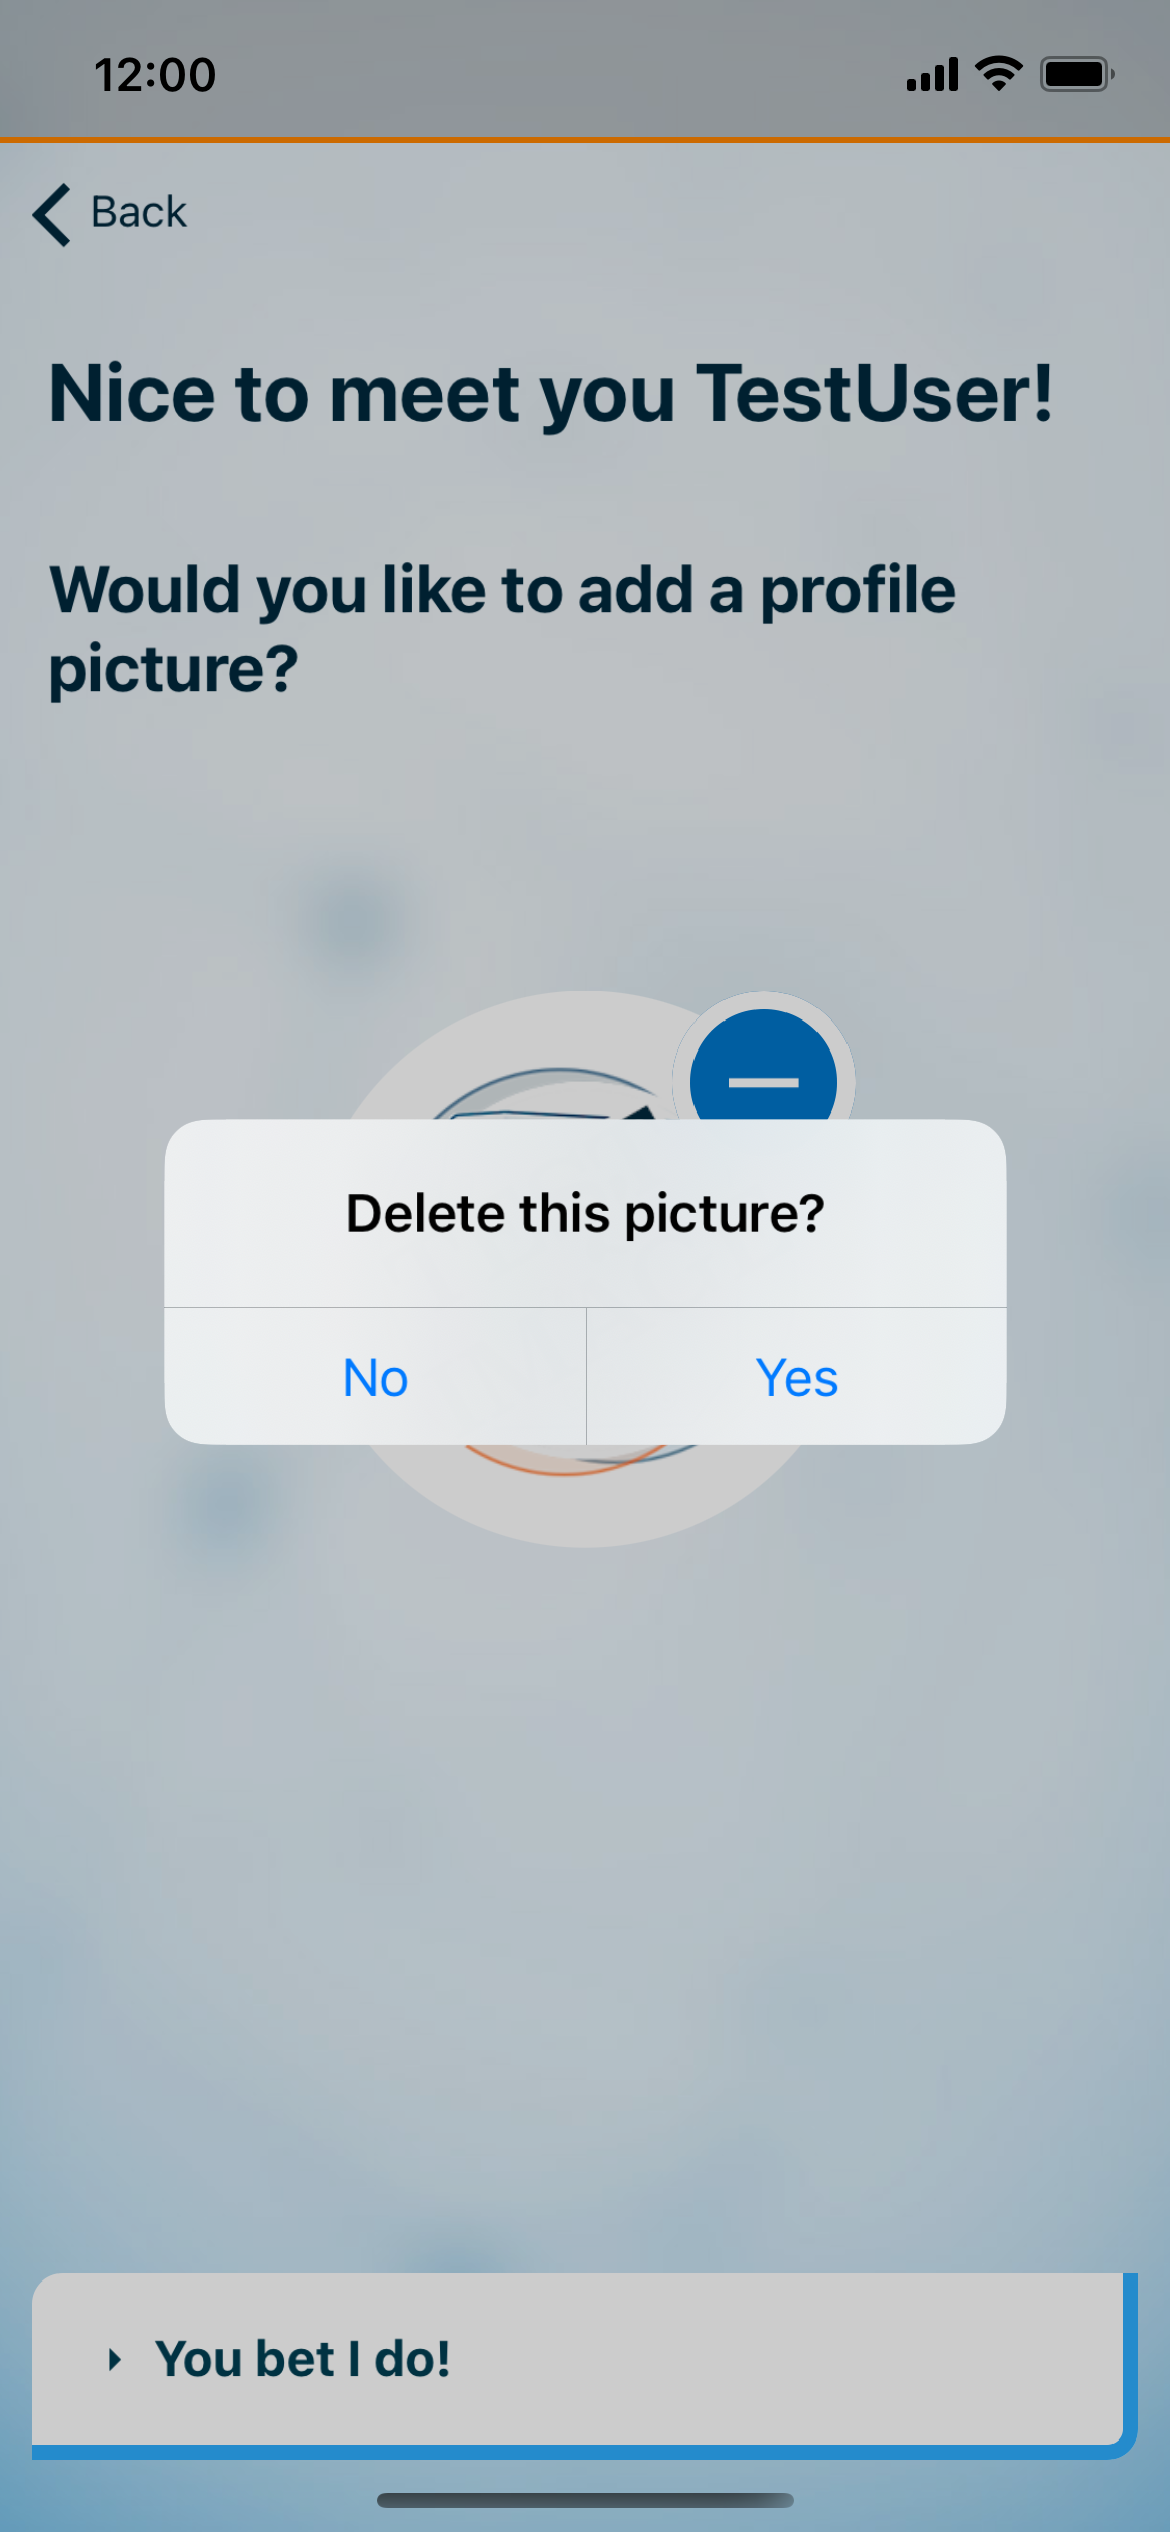 12:00
Back
Nice to meet you TestUser!
Would you like to add a profile
picture?
Delete this picture?
No
Yes
You bet I do!